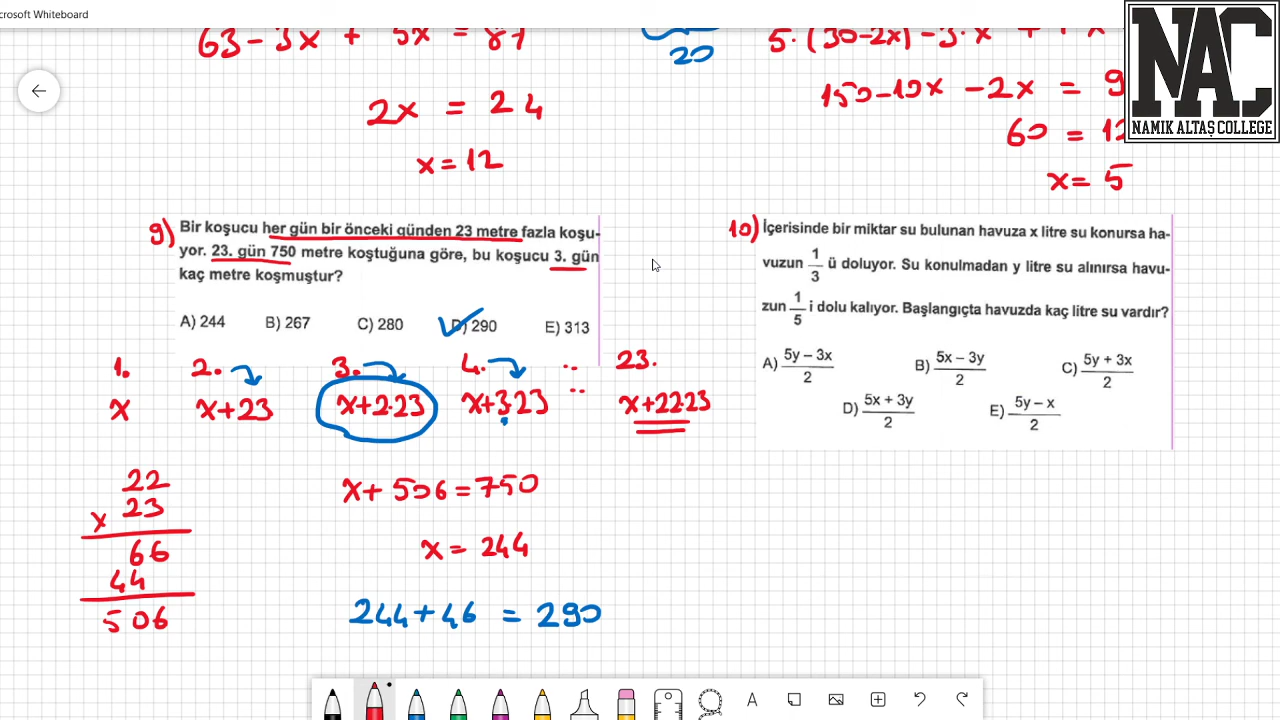 crosoft Whiteboard
63 - 3x + 5x = 87
2x = 24
x = 12
20
5·(30-2x) - 3·x +
150 - 10x - 2x = 9
60 = 12
x = 5
NAC
NAMIK ALTAŞ COLLEGE
9) Bir koşucu her gün bir önceki günden 23 metre fazla koşu-
yor. 23. gün 750 metre koştuğuna göre, bu koşucu 3. gün
kaç metre koşmuştur?
A) 244 B) 267 C) 280 D) 290 E) 313
1. 2. 3. 4. .. 23.
x x+23 x+2·23 x+3·23 .. x+22·23
22
x 23
66
44
506
x + 506 = 750
x = 244
244 + 46 = 290
10) İçerisinde bir miktar su bulunan havuza x litre su konursa ha-
vuzun 1/3 ü doluyor. Su konulmadan y litre su alınırsa havu-
zun 1/5 i dolu kalıyor. Başlangıçta havuzda kaç litre su vardır?
A) 5y − 3x / 2 B) 5x − 3y / 2 C) 5y + 3x / 2
D) 5x + 3y / 2 E) 5y − x / 2
A